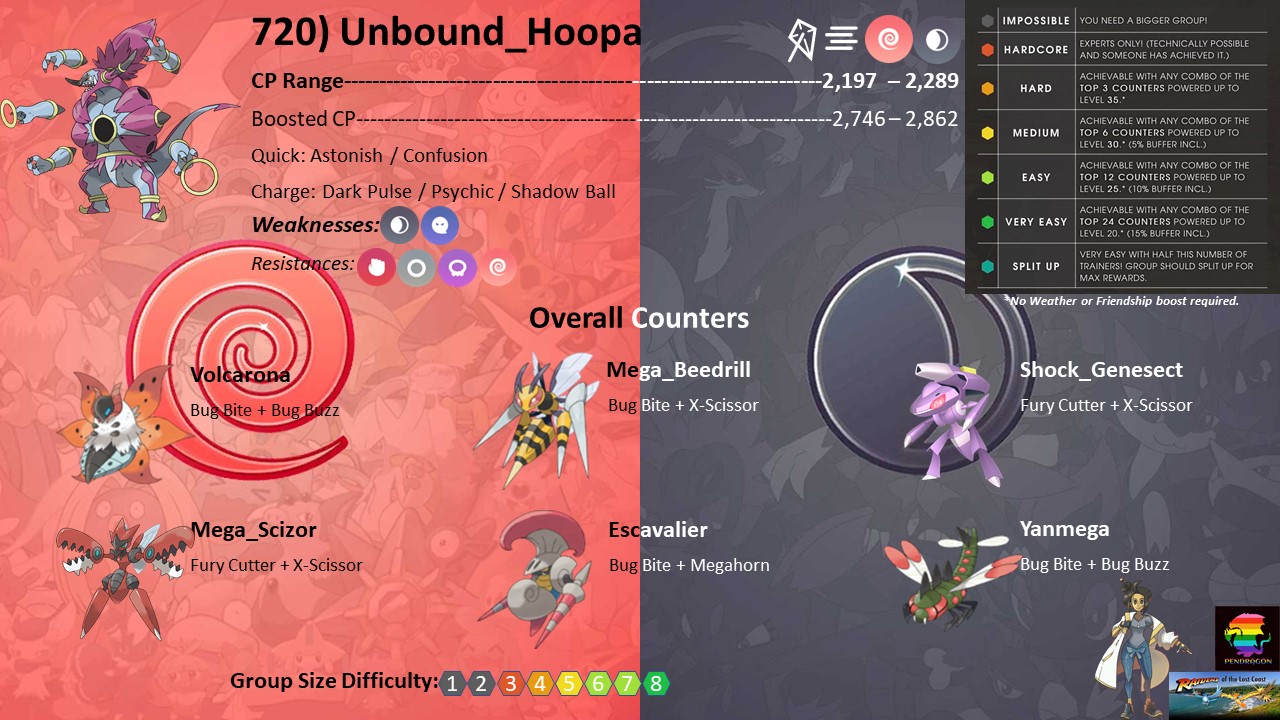 720) Unbound_Hoopa
CP Range---2,197 – 2,289
Boosted CP---2,746 – 2,862
Quick: Astonish / Confusion
Charge: Dark Pulse / Psychic / Shadow Ball
Weaknesses:
Resistances:
IMPOSSIBLE YOU NEED A BIGGER GROUP!
HARDCORE EXPERTS ONLY! (TECHNICALLY POSSIBLE
AND SOMEONE HAS ACHIEVED IT.)
HARD ACHIEVABLE WITH ANY COMBO OF THE
TOP 3 COUNTERS POWERED UP TO
LEVEL 35.*
MEDIUM ACHIEVABLE WITH ANY COMBO OF THE
TOP 6 COUNTERS POWERED UP TO
LEVEL 30.* (5% BUFFER INCL.)
EASY ACHIEVABLE WITH ANY COMBO OF THE
TOP 12 COUNTERS POWERED UP TO
LEVEL 25.* (10% BUFFER INCL.)
VERY EASY ACHIEVABLE WITH ANY COMBO OF THE
TOP 24 COUNTERS POWERED UP TO
LEVEL 20.* (15% BUFFER INCL.)
SPLIT UP VERY EASY WITH HALF THIS NUMBER OF
TRAINERS! GROUP SHOULD SPLIT UP FOR
MAX REWARDS.
*No Weather or Friendship boost required.
Overall Counters
Volcarona
Bug Bite + Bug Buzz
Mega_Beedrill
Bug Bite + X-Scissor
Shock_Genesect
Fury Cutter + X-Scissor
Mega_Scizor
Fury Cutter + X-Scissor
Escavalier
Bug Bite + Megahorn
Yanmega
Bug Bite + Bug Buzz
Group Size Difficulty: 1 2 3 4 5 6 7 8
PENDRAGON
RAIDERS of the Lost Coast